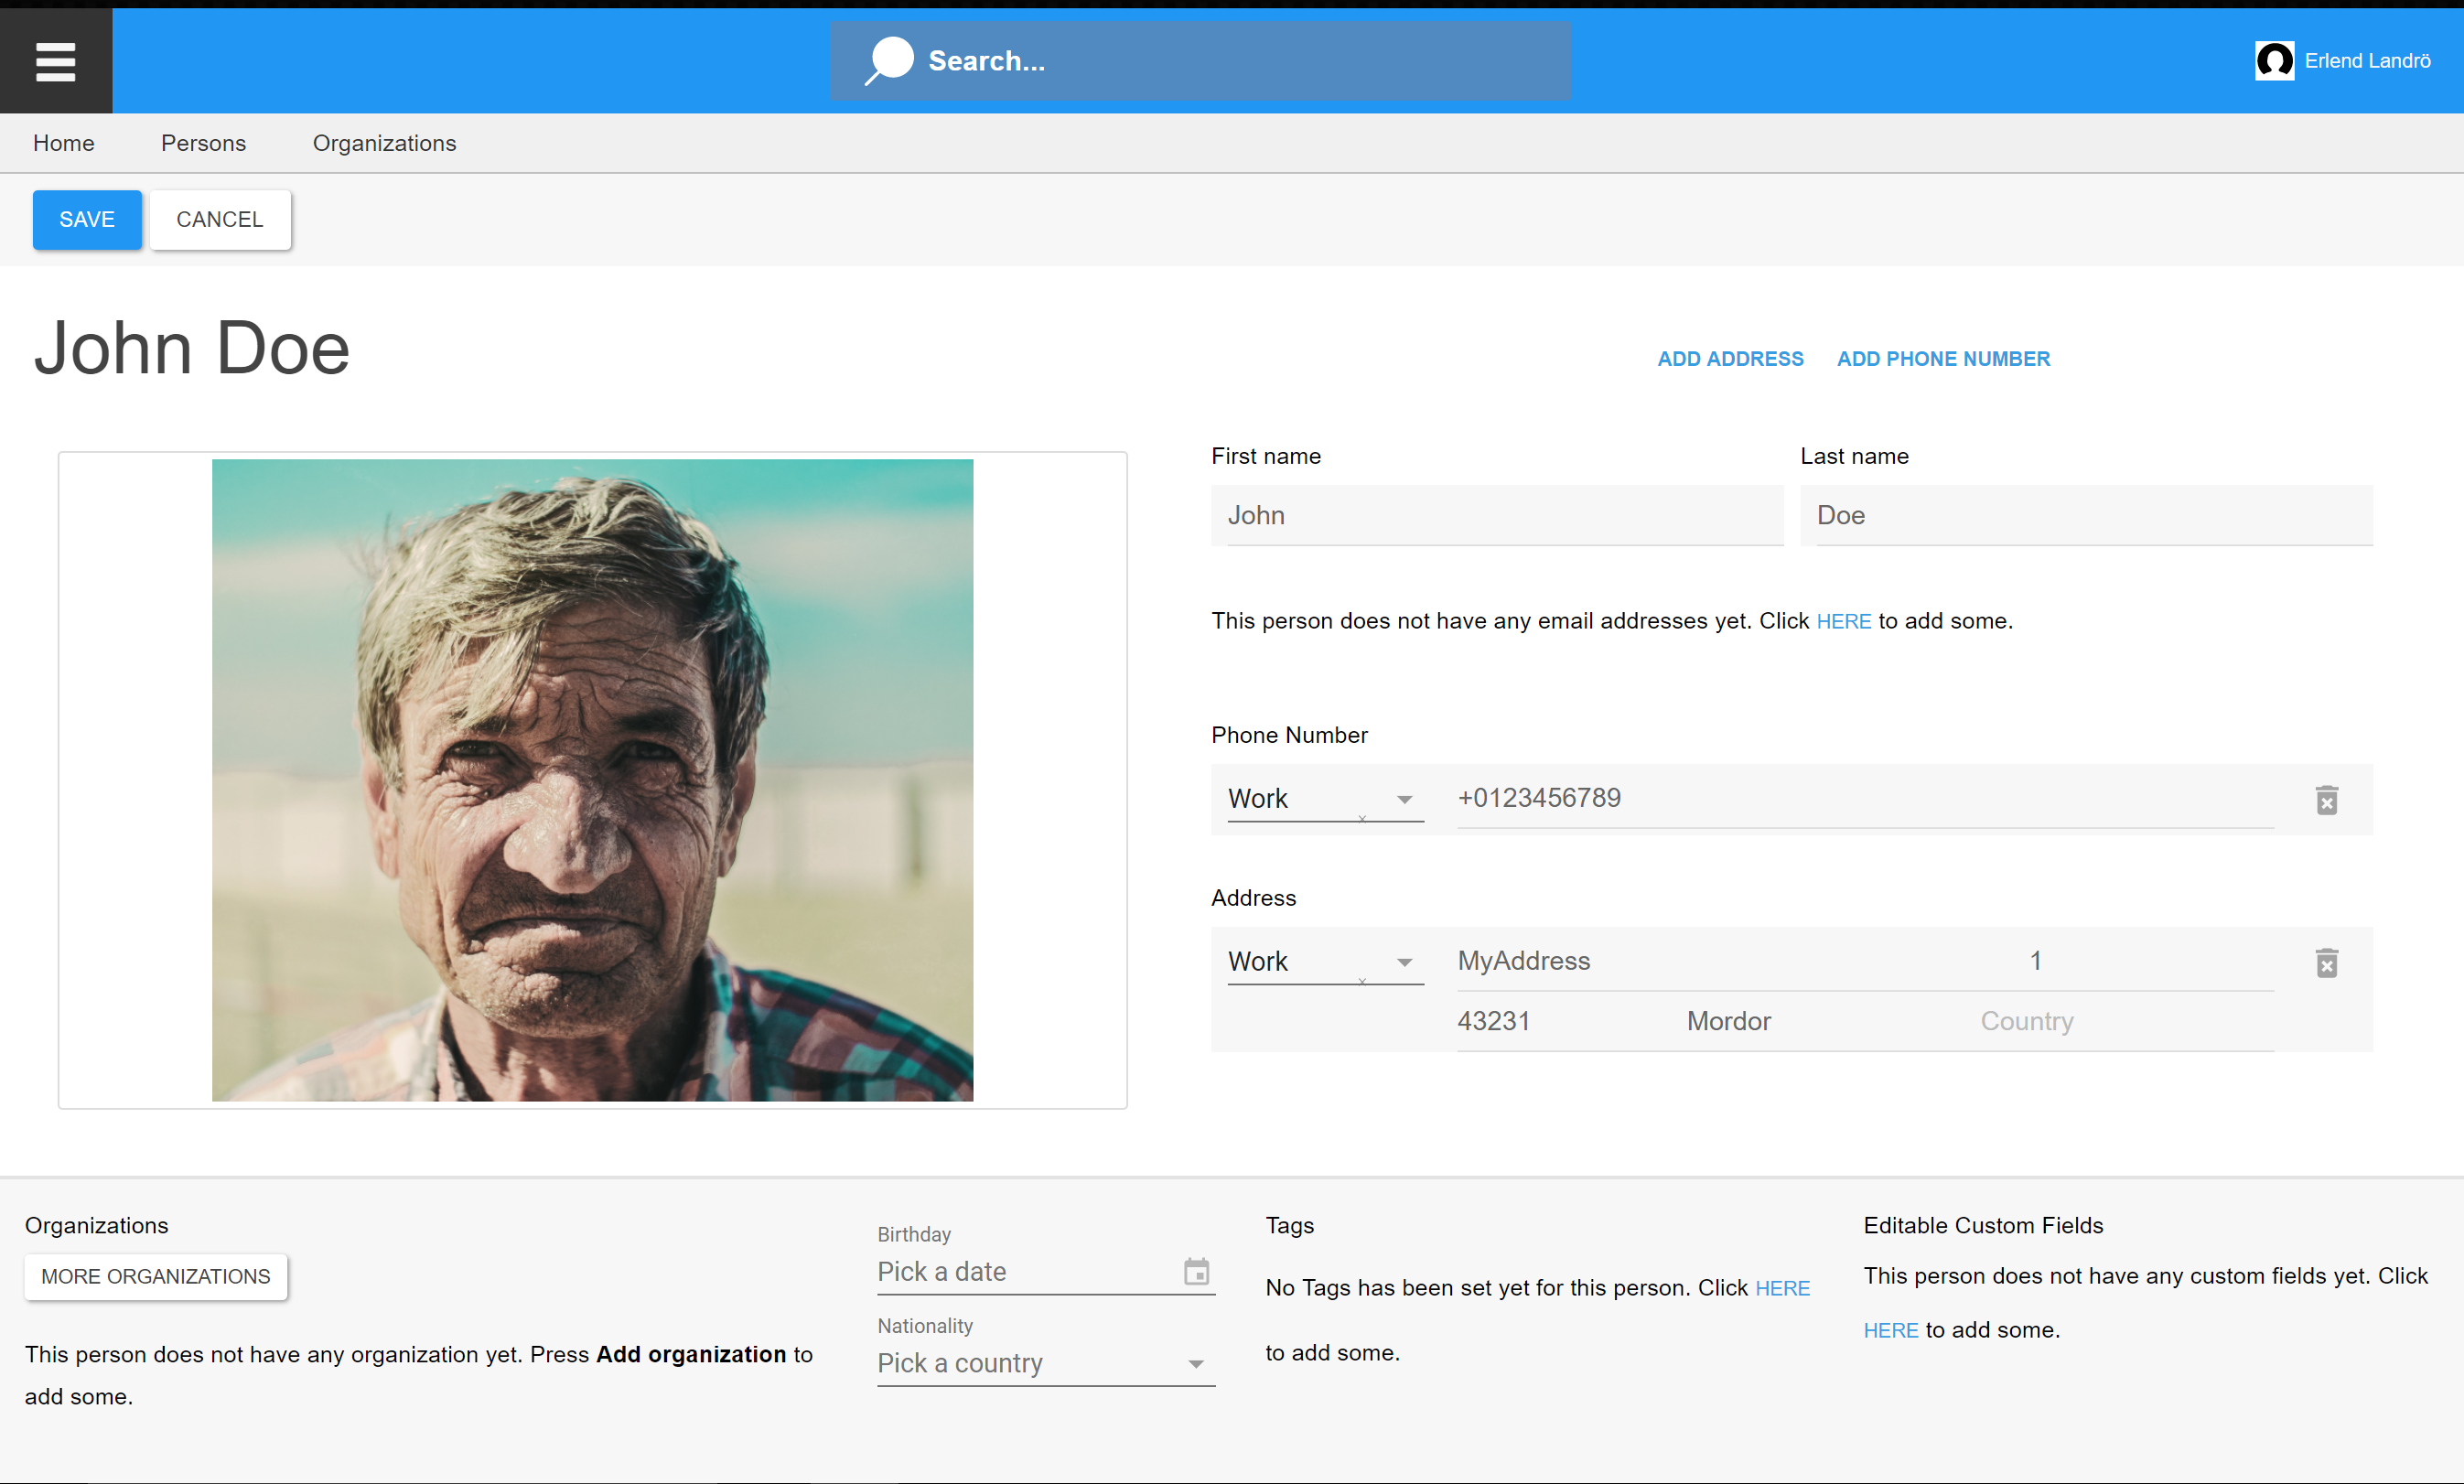 Search...
Erlend Landrö
Home Persons Organizations
SAVE CANCEL
John Doe
ADD ADDRESS ADD PHONE NUMBER
First name Last name
John Doe
This person does not have any email addresses yet. Click HERE to add some.
Phone Number
Work +0123456789
Address
Work MyAddress 1
43231 Mordor Country
Organizations
MORE ORGANIZATIONS
This person does not have any organization yet. Press Add organization to
add some.
Birthday
Pick a date
Nationality
Pick a country
Tags
No Tags has been set yet for this person. Click HERE
to add some.
Editable Custom Fields
This person does not have any custom fields yet. Click
HERE to add some.